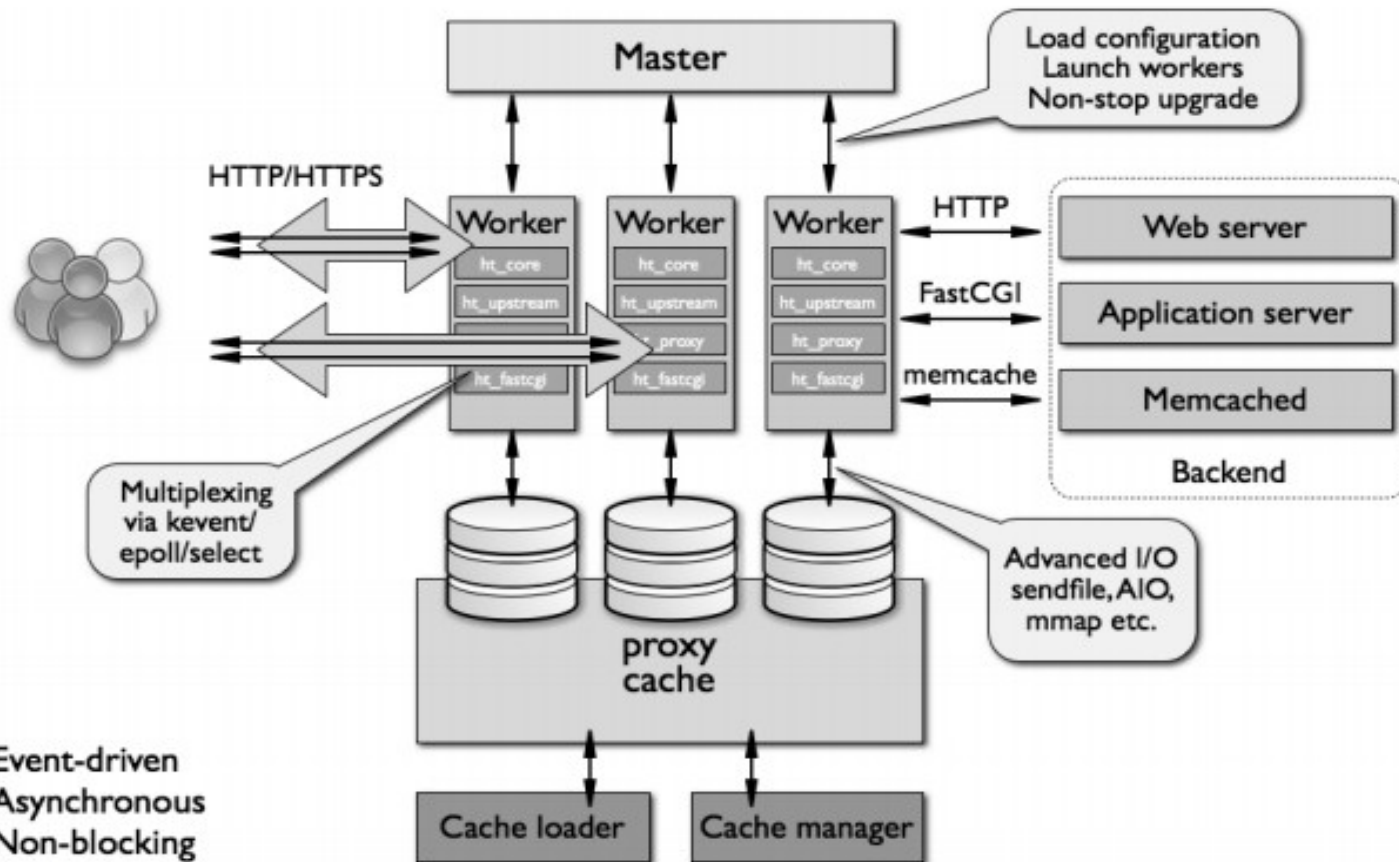 Master
Load configuration
Launch workers
Non-stop upgrade
HTTP/HTTPS
Worker
ht_core
ht_upstream
ht_fastcgi
Worker
ht_core
ht_upstream
ht_proxy
ht_fastcgi
Worker
ht_core
ht_upstream
ht_proxy
ht_fastcgi
HTTP
FastCGI
memcache
Web server
Application server
Memcached
Backend
Multiplexing
via kevent/
epoll/select
Advanced I/O
sendfile, AIO,
mmap etc.
proxy
cache
Event-driven
Asynchronous
Non-blocking
Cache loader
Cache manager